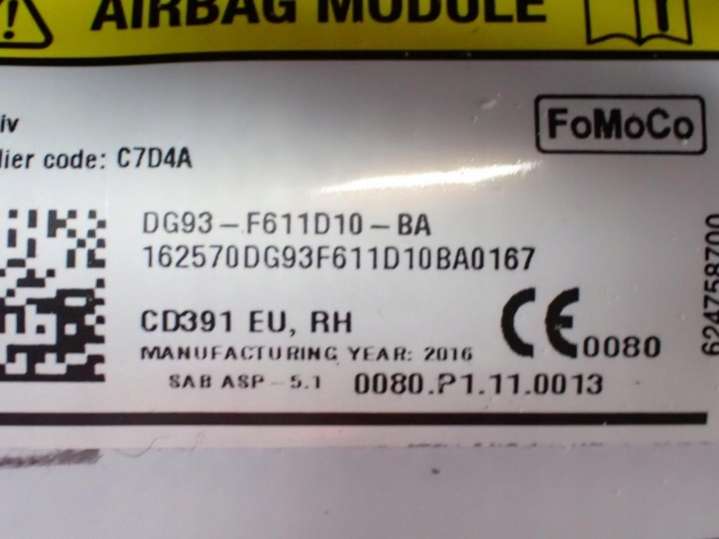 AIRBAG MODULE
iv
FoMoCo
lier code: C7D4A
DG93-F611D10-BA
162570DG93F611D10BA0167
CD391 EU, RH
CE 0080
MANUFACTURING YEAR: 2016
SAB ASP-5.1 0080.P1.11.0013
624758700